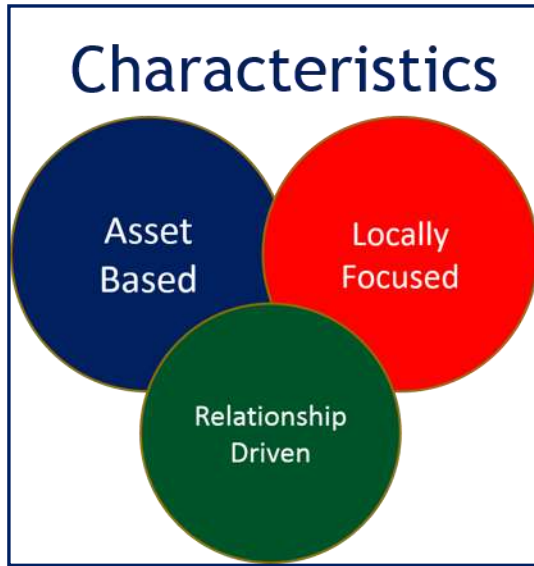 Characteristics
Asset
Based
Locally
Focused
Relationship
Driven